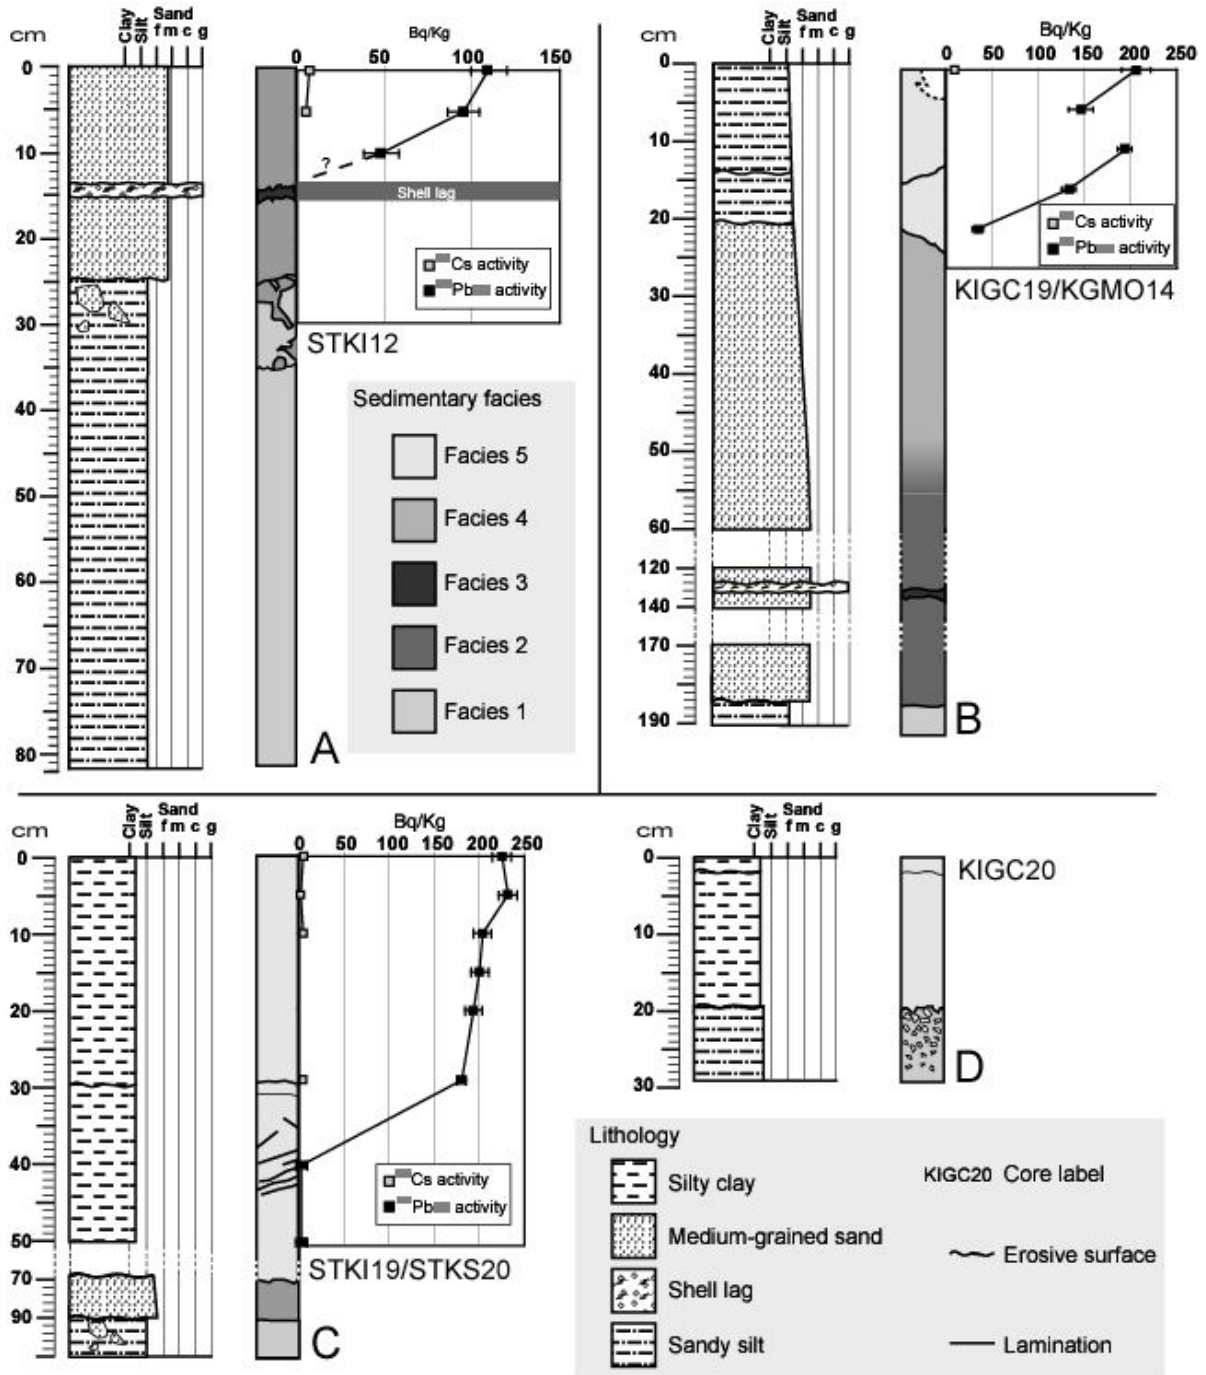 Sand
Clay
Silt
f m c g
cm
Bq/Kg
0 50 100 150
0
10
20
30
40
50
60
70
80
?
Shell lag
Cs activity
Pb activity
STKI12
Sedimentary facies
Facies 5
Facies 4
Facies 3
Facies 2
Facies 1
A
Sand
Clay
Silt
f m c g
cm
Bq/Kg
0 50 100 150 200 250
0
10
20
30
40
50
60
120
140
170
190
Cs activity
Pb activity
KIGC19/KGMO14
B
Sand
Clay
Silt
f m c g
cm
Bq/Kg
0 50 100 150 200 250
0
10
20
30
40
50
70
90
Cs activity
Pb activity
STKI19/STKS20
C
Sand
Clay
Silt
f m c g
cm
0
10
20
30
KIGC20
D
Lithology
Silty clay
Medium-grained sand
Shell lag
Sandy silt
KIGC20 Core label
Erosive surface
Lamination